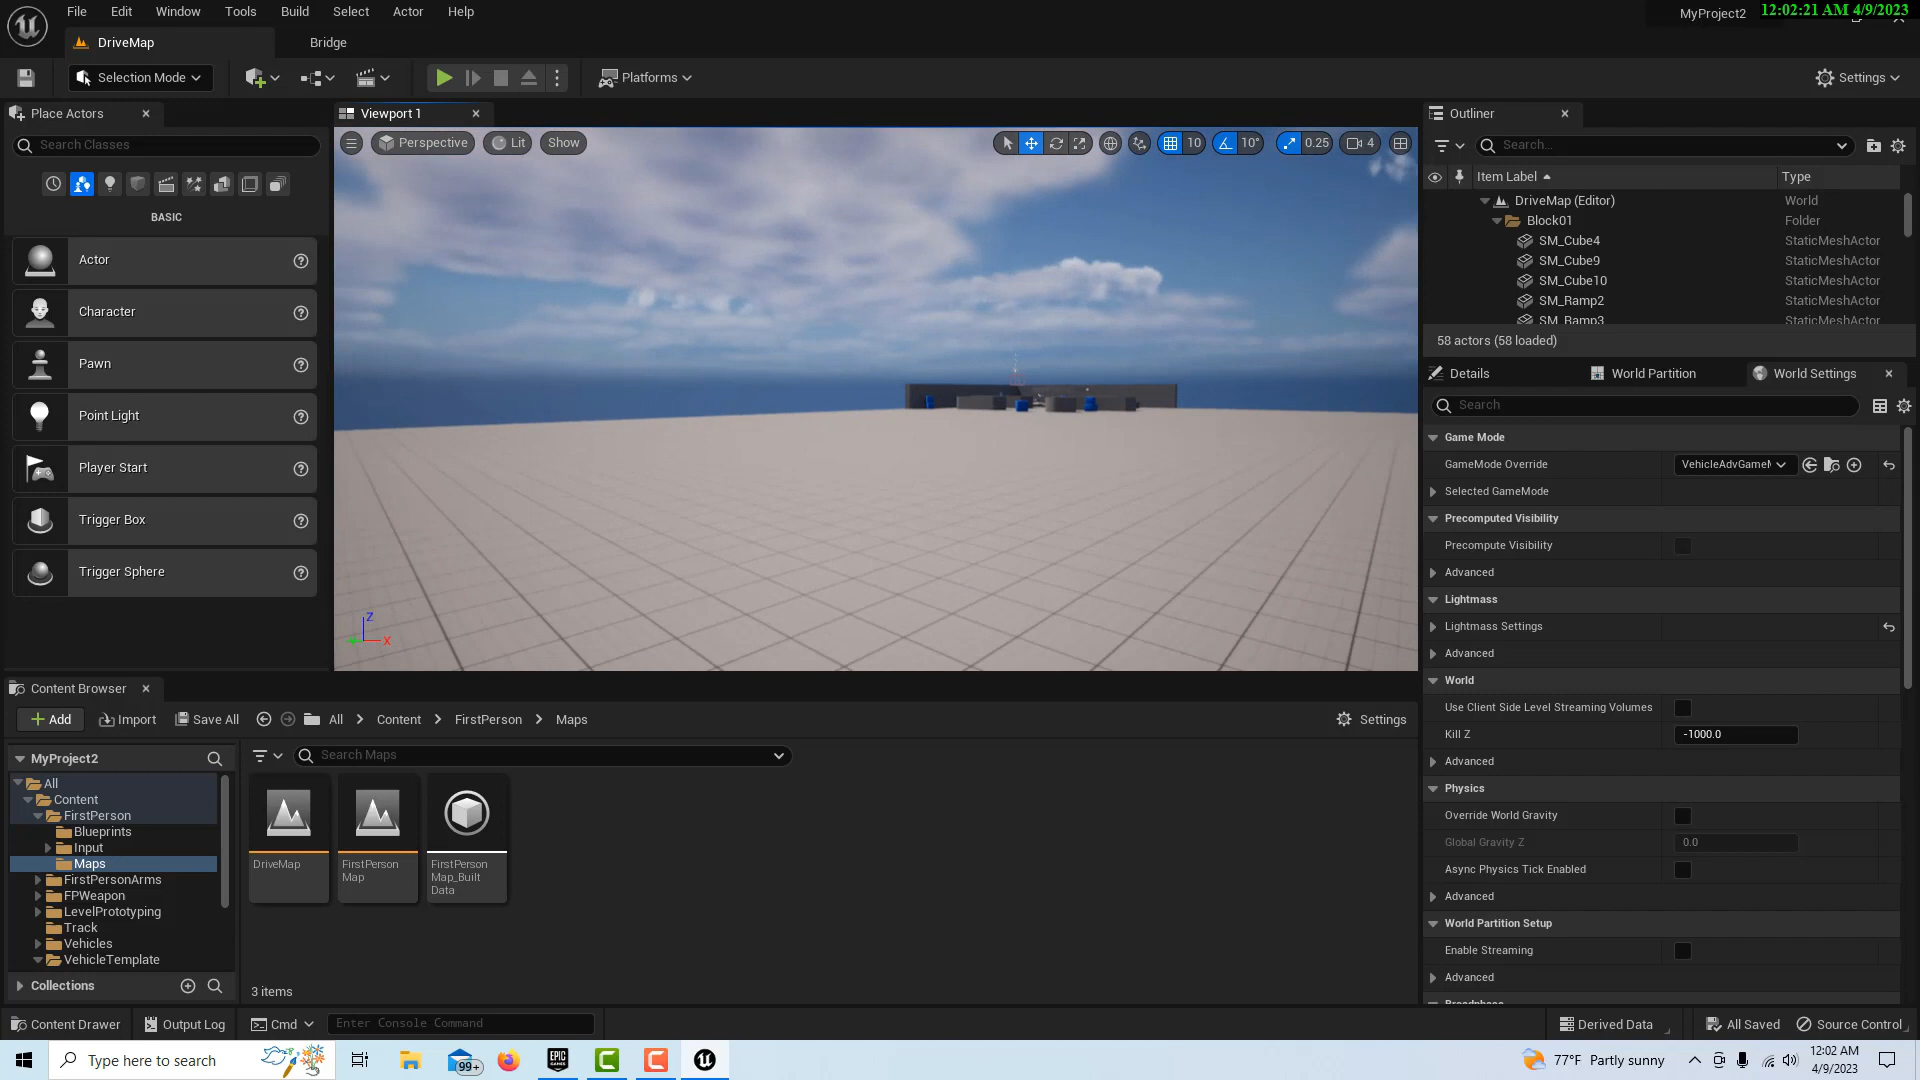 File Edit Window Tools Build Select Actor Help
MyProject2
12:02:21 AM 4/9/2023
DriveMap
Bridge
Selection Mode
Platforms
Settings
Place Actors
Search Classes
BASIC
Actor
Character
Pawn
Point Light
Player Start
Trigger Box
Trigger Sphere
Viewport 1
Perspective
Lit
Show
10
10°
0.25
4
Z
X
Outliner
Search...
Item Label
Type
DriveMap (Editor) World
Block01 Folder
SM_Cube4 StaticMeshActor
SM_Cube9 StaticMeshActor
SM_Cube10 StaticMeshActor
SM_Ramp2 StaticMeshActor
SM_Ramp3 StaticMeshActor
58 actors (58 loaded)
Details
World Partition
World Settings
Search
Game Mode
GameMode Override
VehicleAdvGameM
Selected GameMode
Precomputed Visibility
Precompute Visibility
Advanced
Lightmass
Lightmass Settings
Advanced
World
Use Client Side Level Streaming Volumes
Kill Z
-1000.0
Advanced
Physics
Override World Gravity
Global Gravity Z
0.0
Async Physics Tick Enabled
Advanced
World Partition Setup
Enable Streaming
Advanced
Broadphase
Content Browser
Add
Import
Save All
All
Content
FirstPerson
Maps
Settings
MyProject2
Search Maps
All
Content
FirstPerson
Blueprints
Input
Maps
FirstPersonArms
FPWeapon
LevelPrototyping
Track
Vehicles
VehicleTemplate
Collections
DriveMap
FirstPerson
Map
FirstPerson
Map_Built
Data
3 items
Content Drawer
Output Log
Cmd
Enter Console Command
Derived Data
All Saved
Source Control
Type here to search
99+
EPIC
GAMES
77°F Partly sunny
12:02 AM
4/9/2023